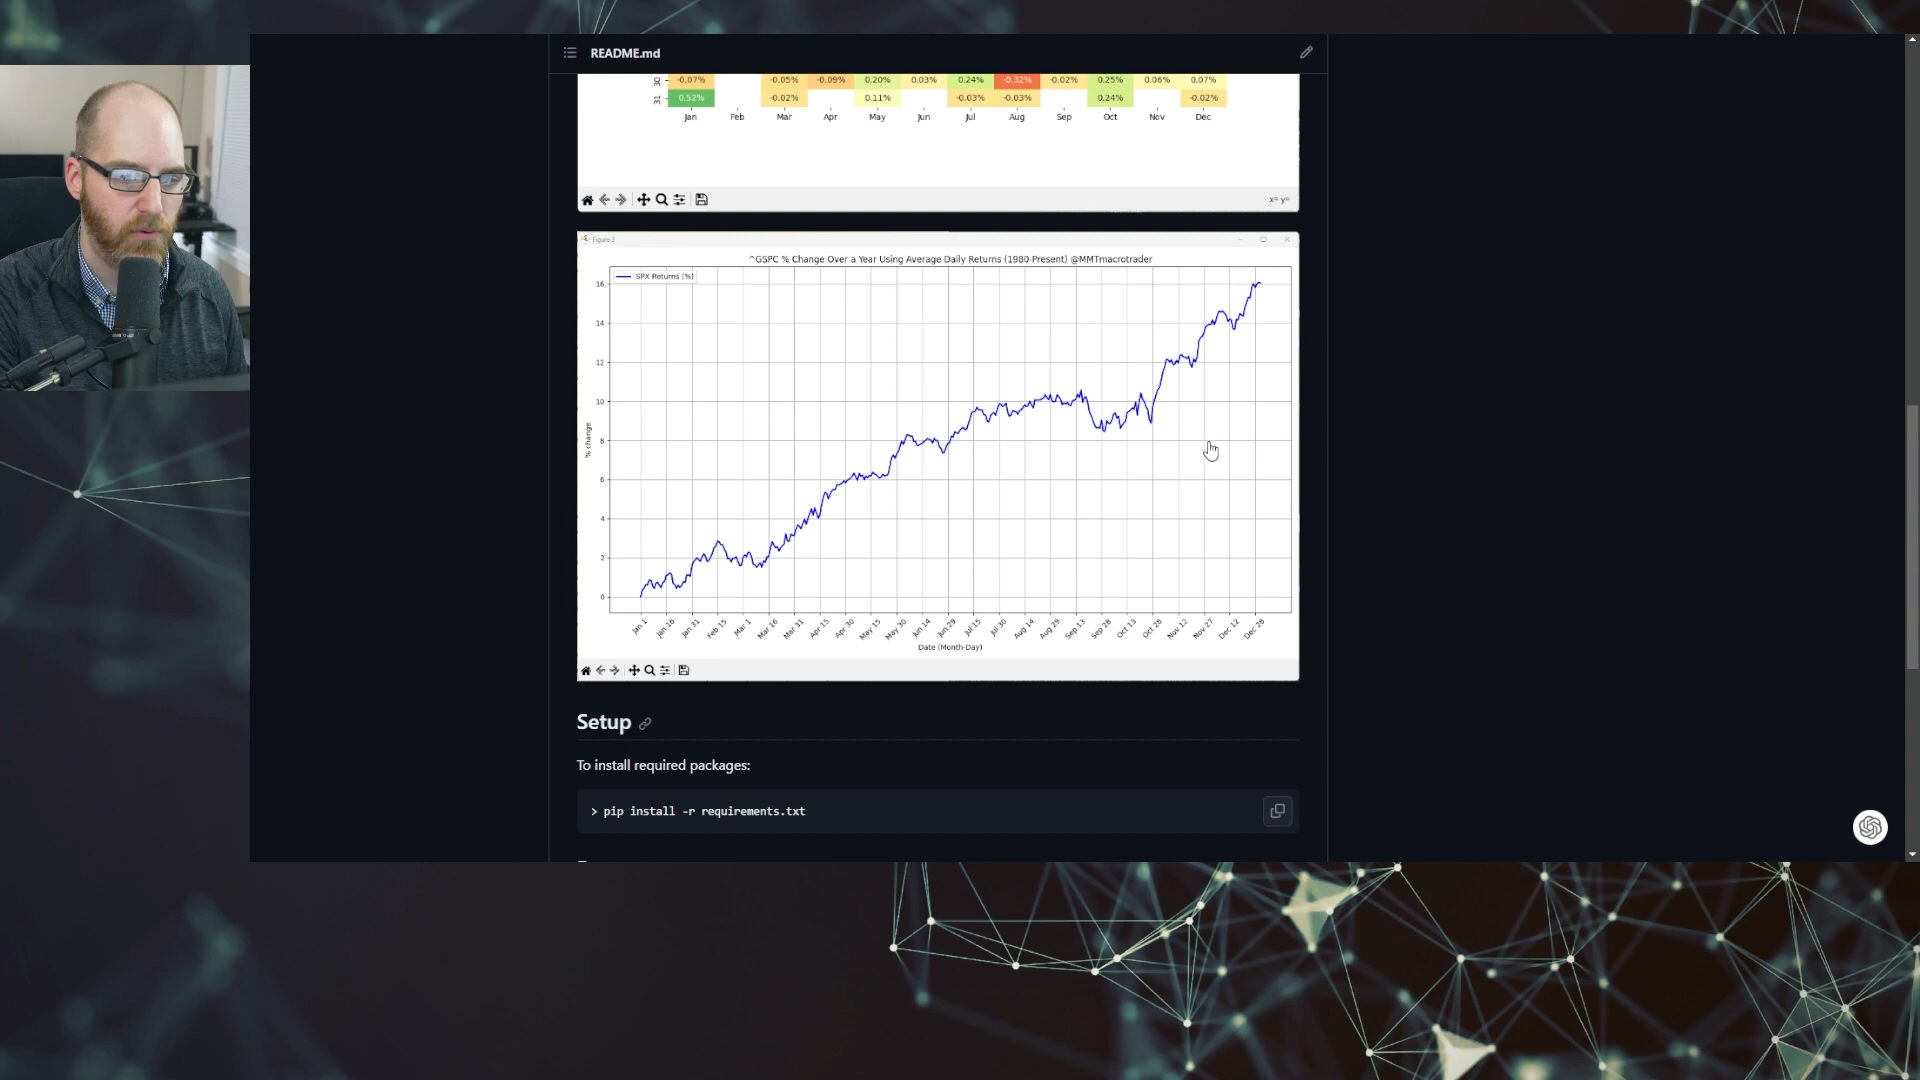 README.md
30 -0.07% -0.05% -0.09% 0.20% 0.03% 0.24% -0.32% -0.02% 0.25% 0.06% 0.07%
31 0.52% -0.02% 0.11% -0.03% -0.03% 0.24% -0.02%
Jan Feb Mar Apr May Jun Jul Aug Sep Oct Nov Dec
x= y=
Figure 3
^GSPC % Change Over a Year Using Average Daily Returns (1980-Present) @MMTmacrotrader
SPX Returns (%)
16
14
12
10
8
6
4
2
0
% change
Jan 1 Jan 16 Jan 31 Feb 15 Mar 1 Mar 16 Mar 31 Apr 15 Apr 30 May 15 May 30 Jun 14 Jun 29 Jul 15 Jul 30 Aug 14 Aug 29 Sep 13 Sep 28 Oct 13 Oct 28 Nov 12 Nov 27 Dec 12 Dec 28
Date (Month-Day)
Setup
To install required packages:
> pip install -r requirements.txt